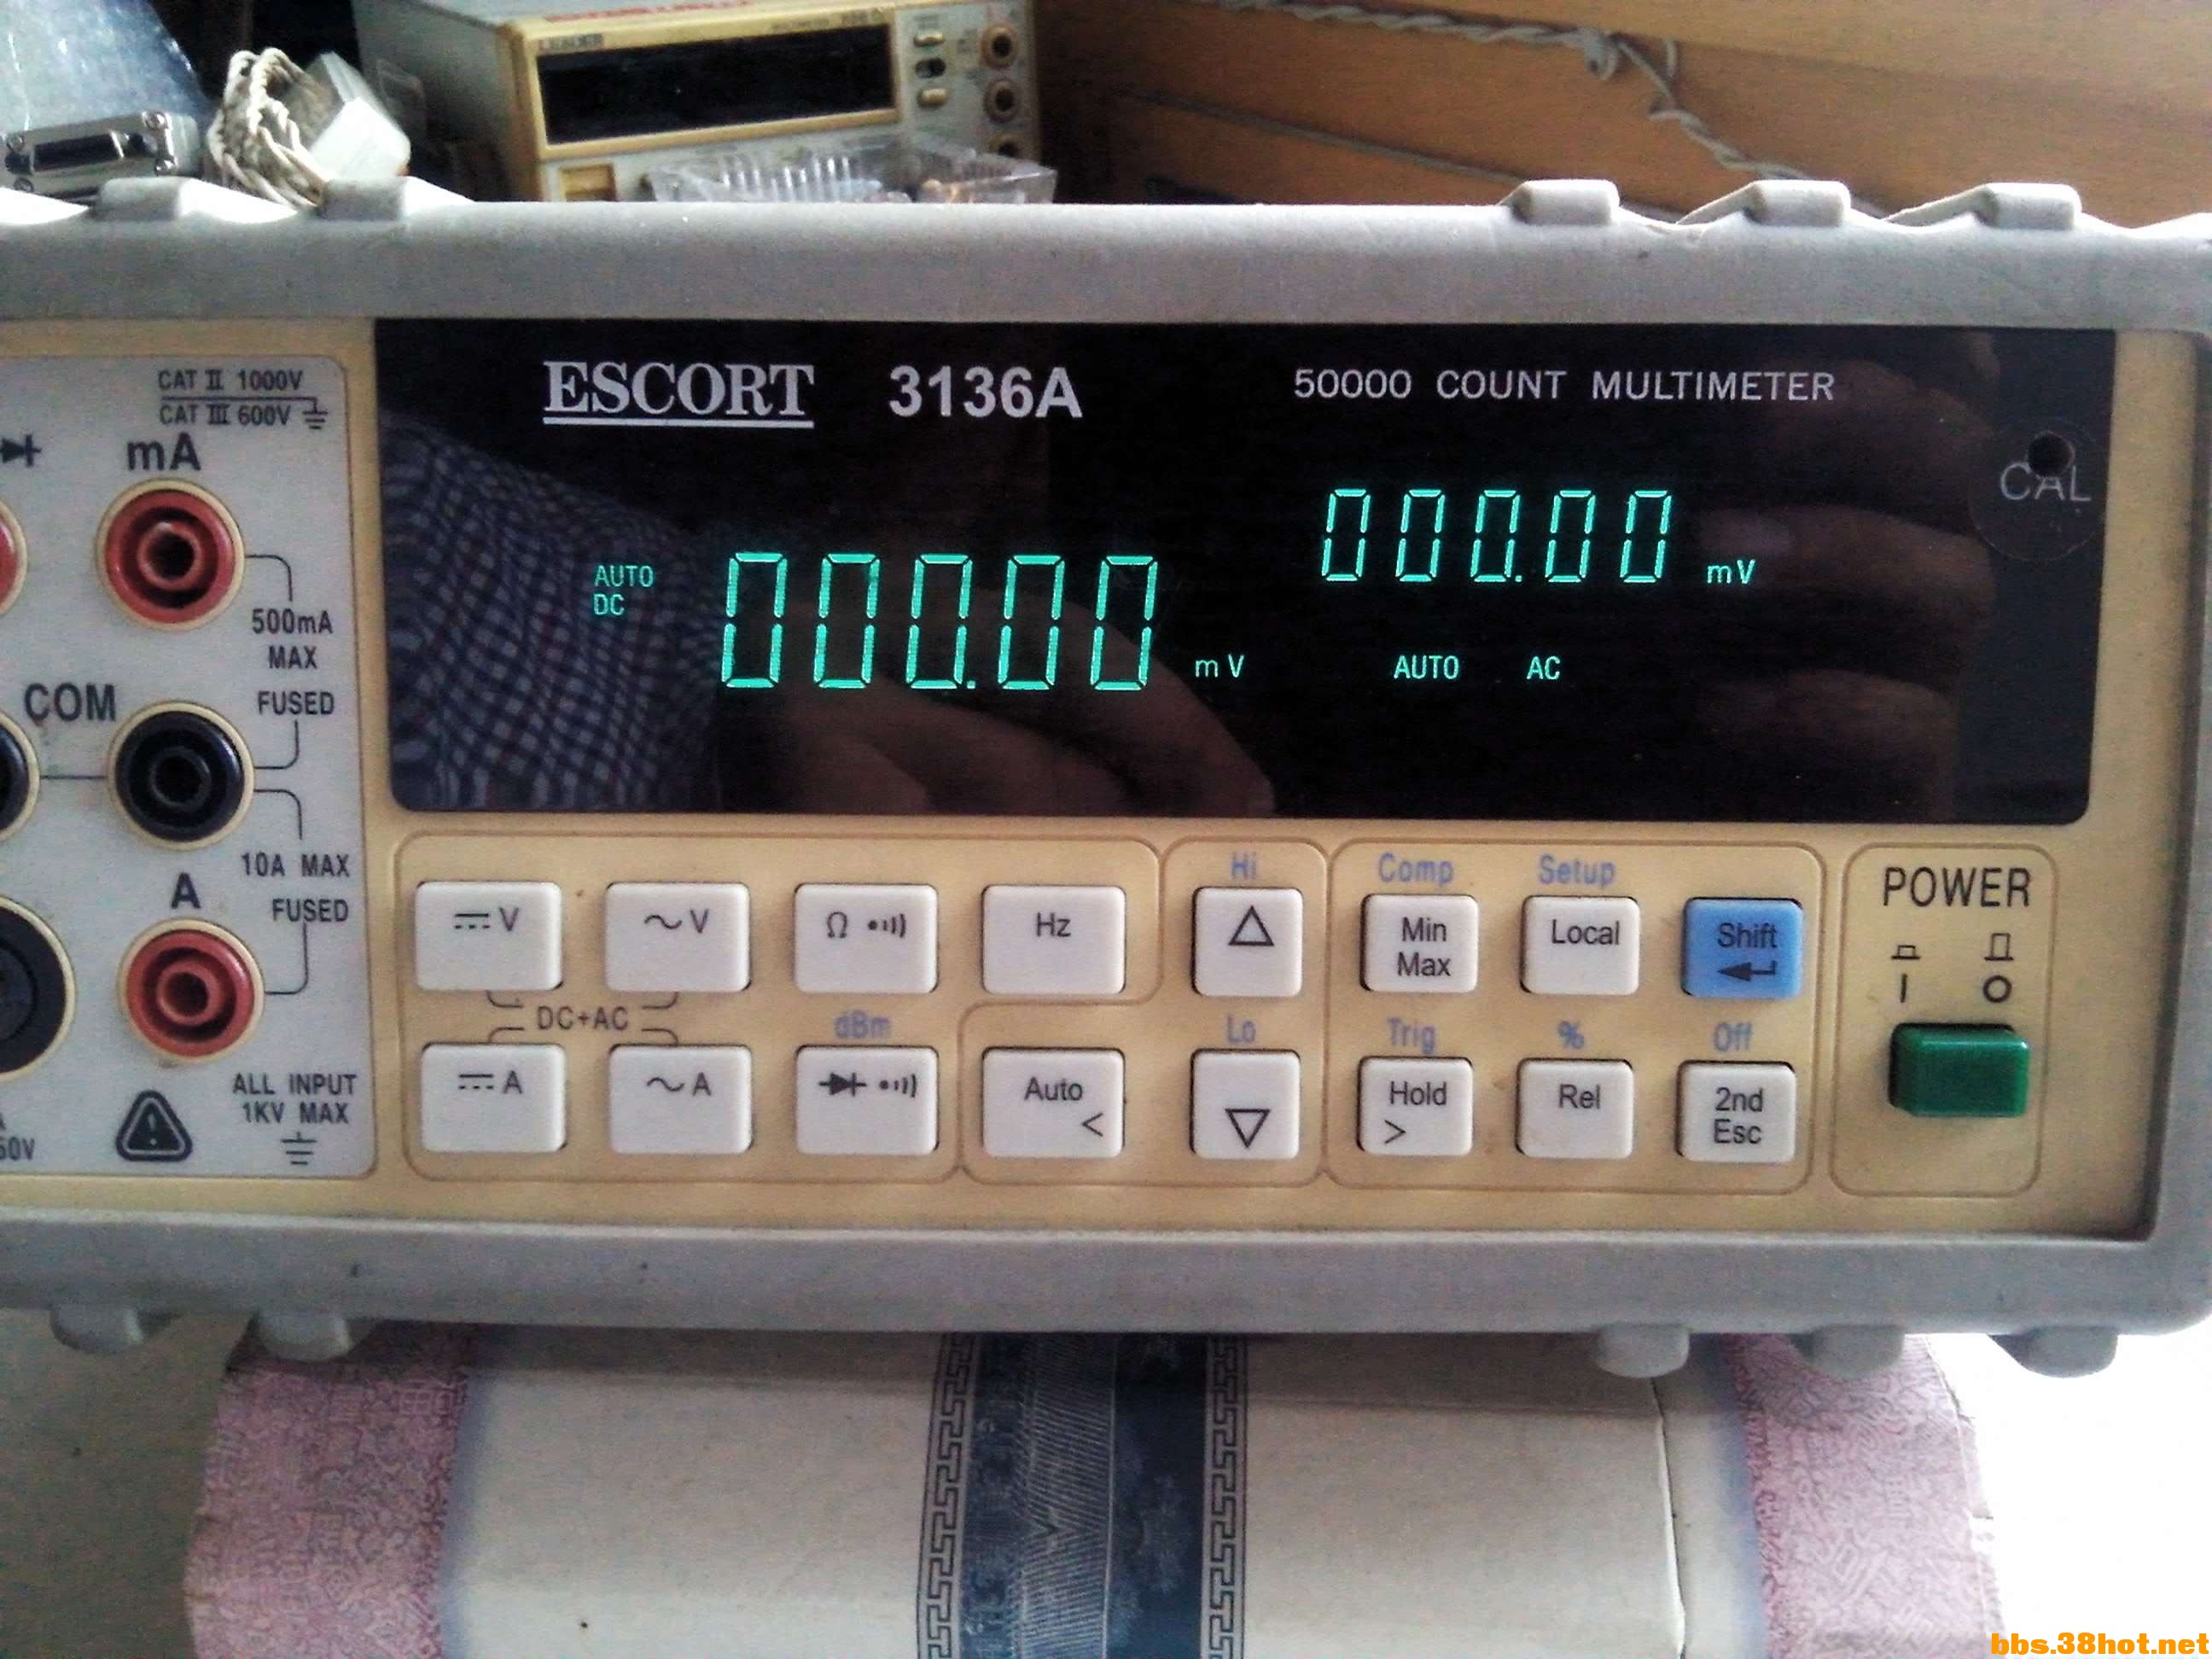 ESCORT 3136A 50000 COUNT MULTIMETER
CAL
CAT II 1000V
CAT III 600V
mA
500mA
MAX
COM
FUSED
10A MAX
A
FUSED
ALL INPUT
1KV MAX
AUTO
DC
000.00 mV
000.00 mV
AUTO AC
V
V
Ω
Hz
DC+AC
dBm
A
A
Auto
<
Hi
Lo
Comp
Min
Max
Setup
Local
Shift
Trig
Hold
>
%
Rel
Off
2nd
Esc
POWER
I O
bbs.38hot.net